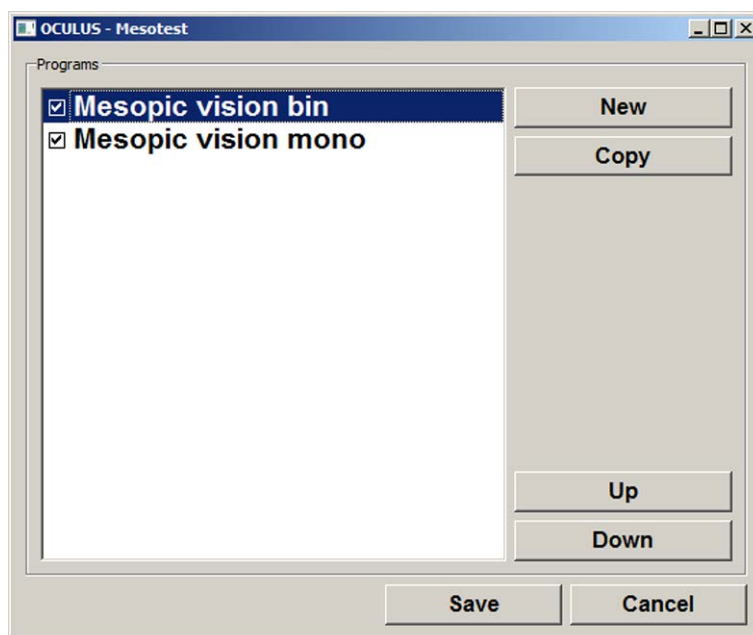 OCULUS - Mesotest
Programs
Mesopic vision bin
Mesopic vision mono
New
Copy
Up
Down
Save
Cancel